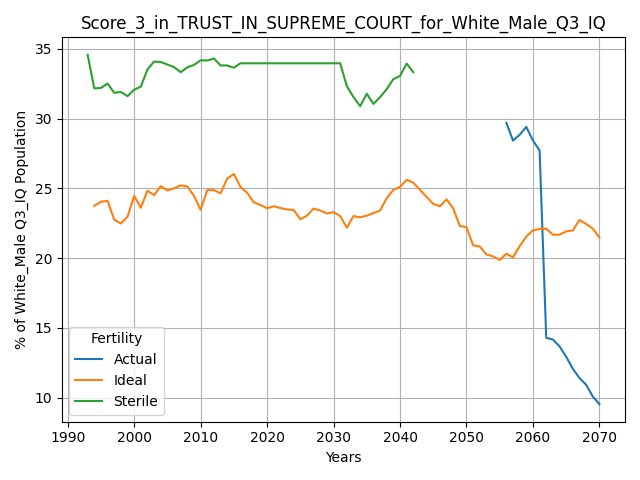 Score_3_in_TRUST_IN_SUPREME_COURT_for_White_Male_Q3_IQ
% of White_Male Q3_IQ Population
35
30
25
20
15
10
Fertility
Actual
Ideal
Sterile
1990 2000 2010 2020 2030 2040 2050 2060 2070
Years